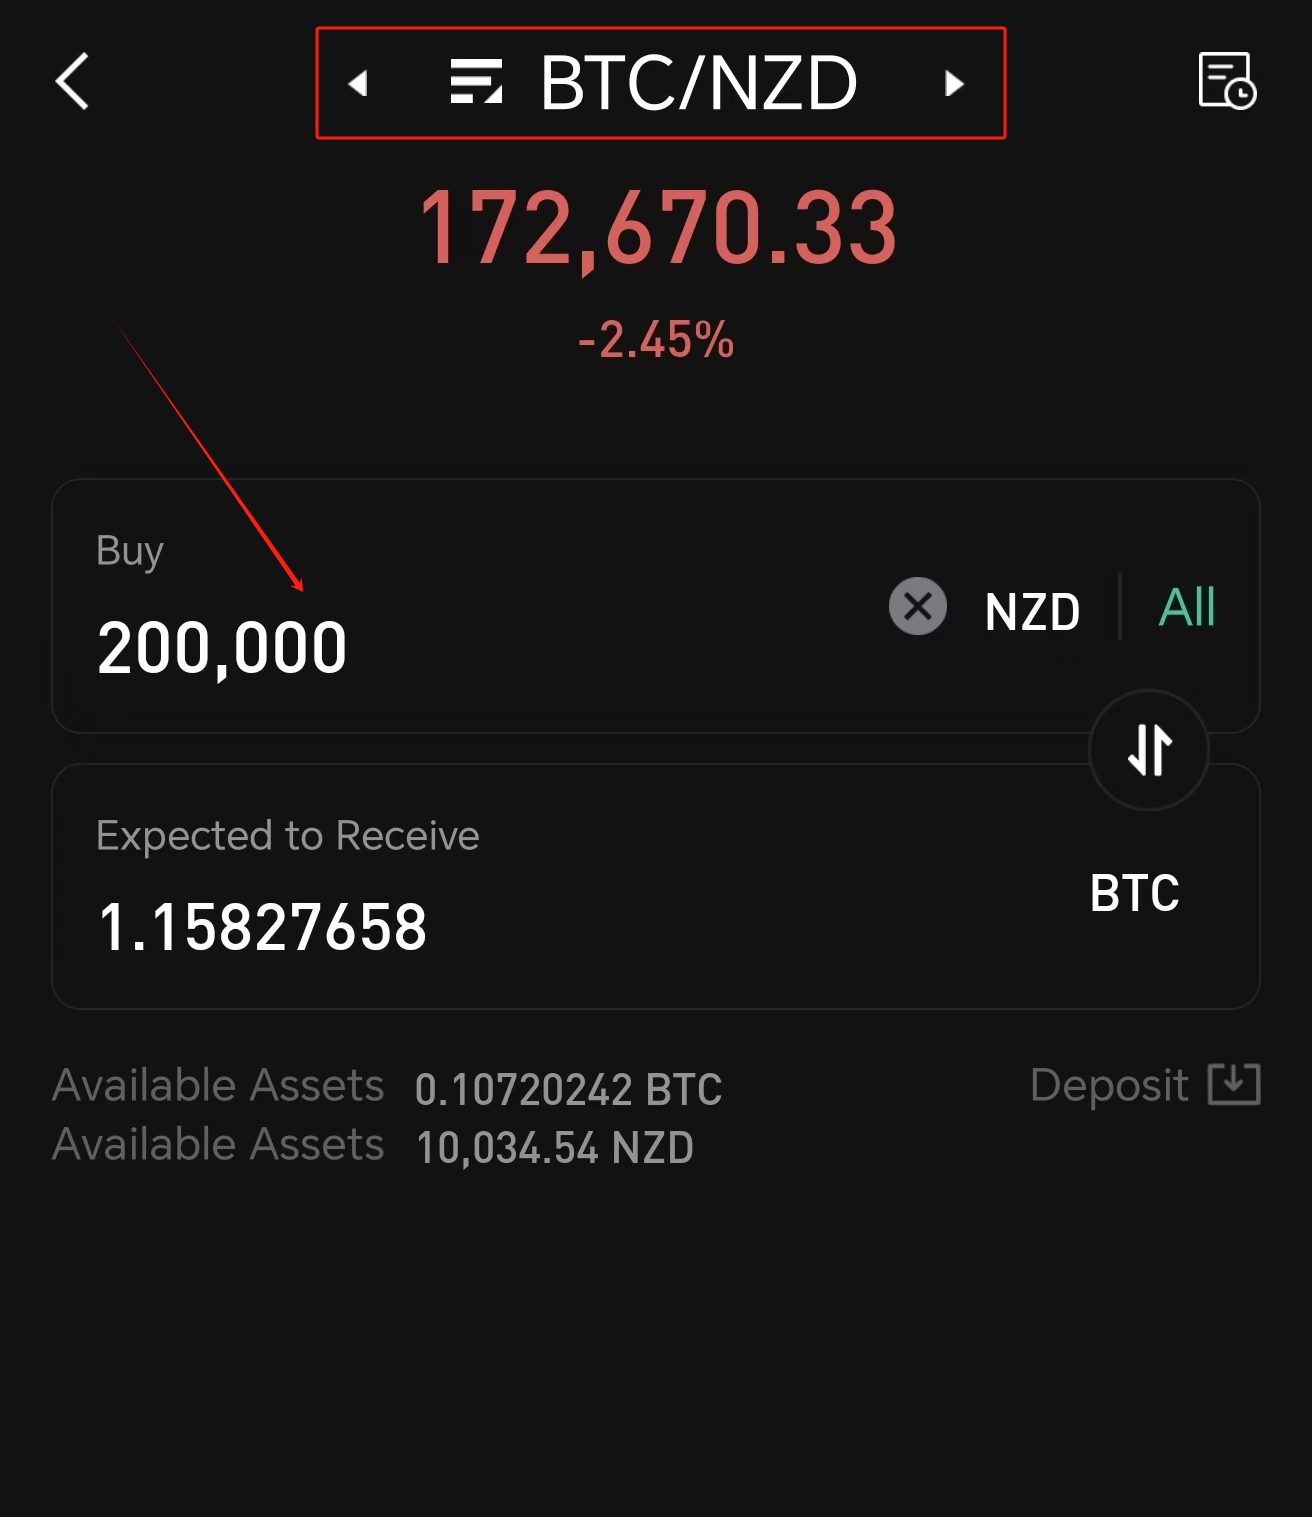 BTC/NZD
172,670.33
-2.45%
Buy
200,000
NZD
All
Expected to Receive
1.15827658
BTC
Available Assets 0.10720242 BTC
Deposit
Available Assets 10,034.54 NZD